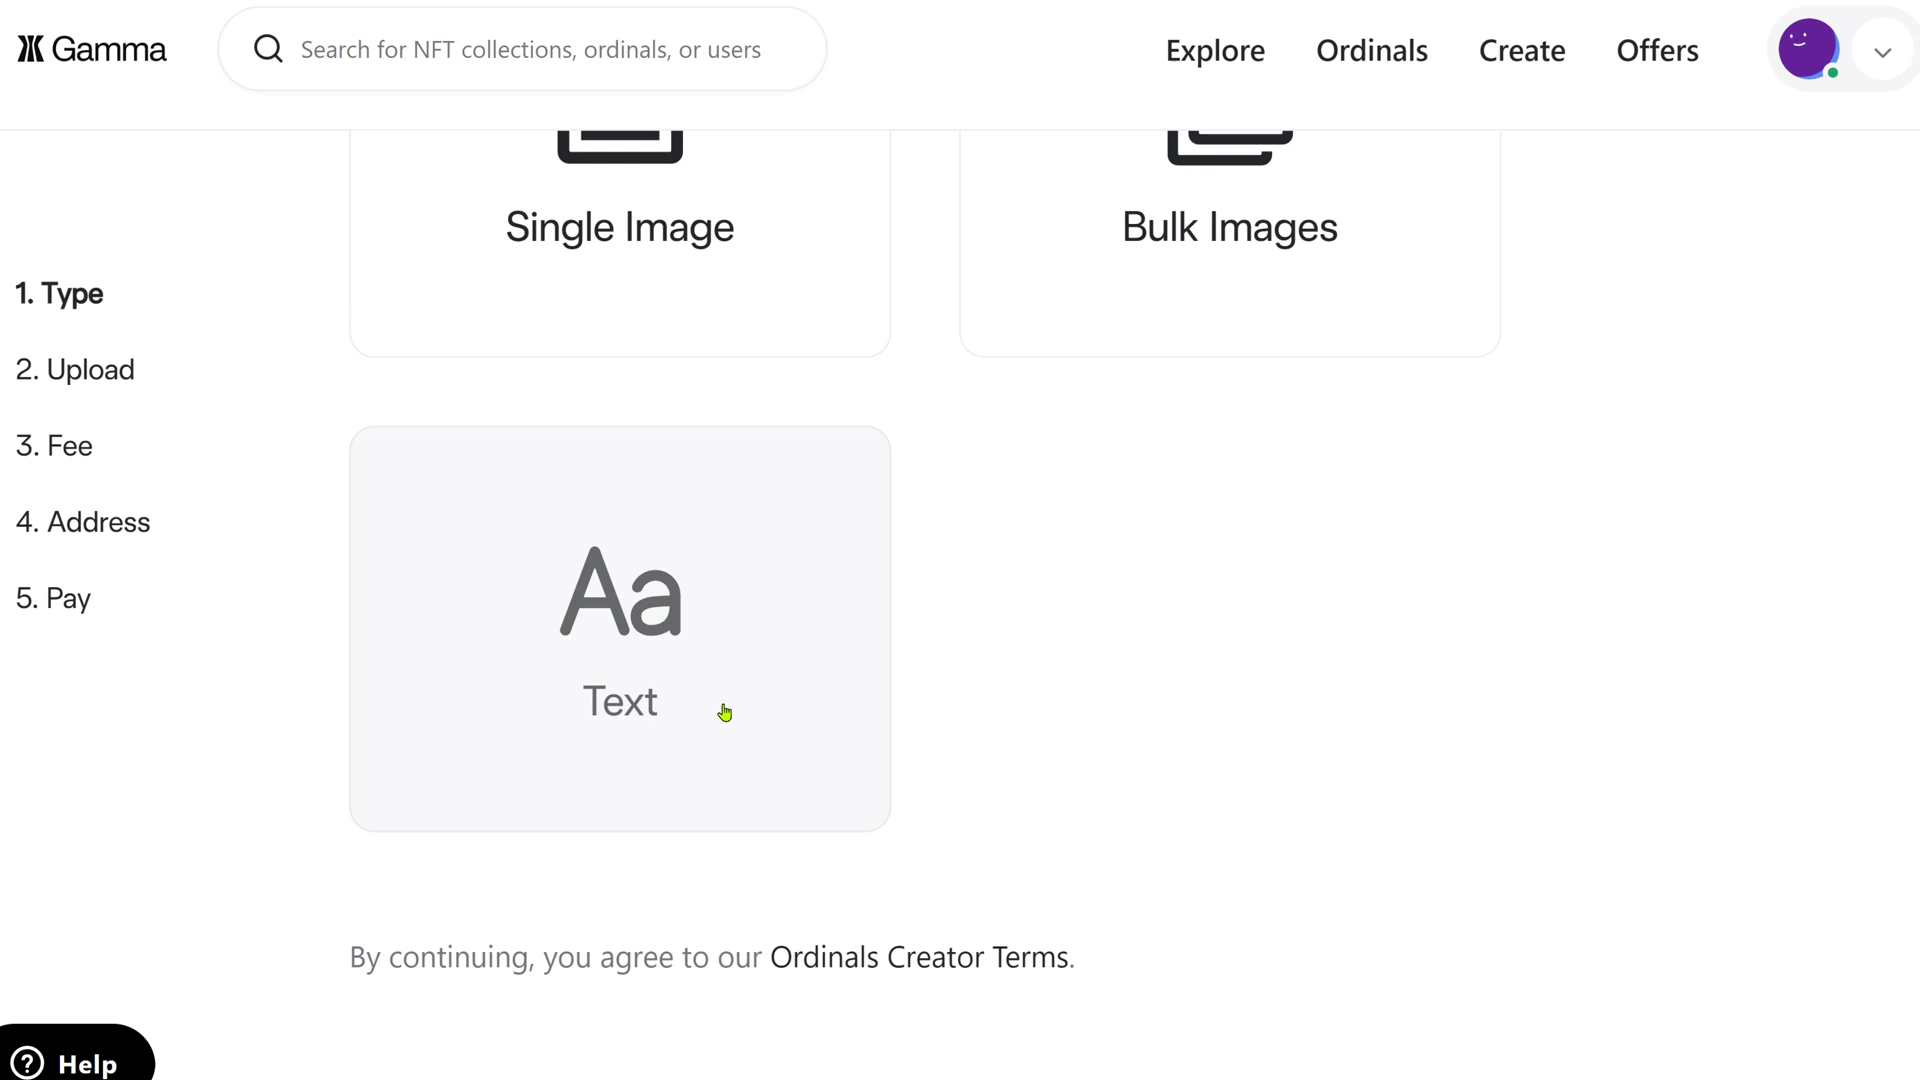 Gamma
Search for NFT collections, ordinals, or users
Explore
Ordinals
Create
Offers
Single Image
Bulk Images
1. Type
2. Upload
3. Fee
4. Address
5. Pay
Aa
Text
By continuing, you agree to our Ordinals Creator Terms.
? Help